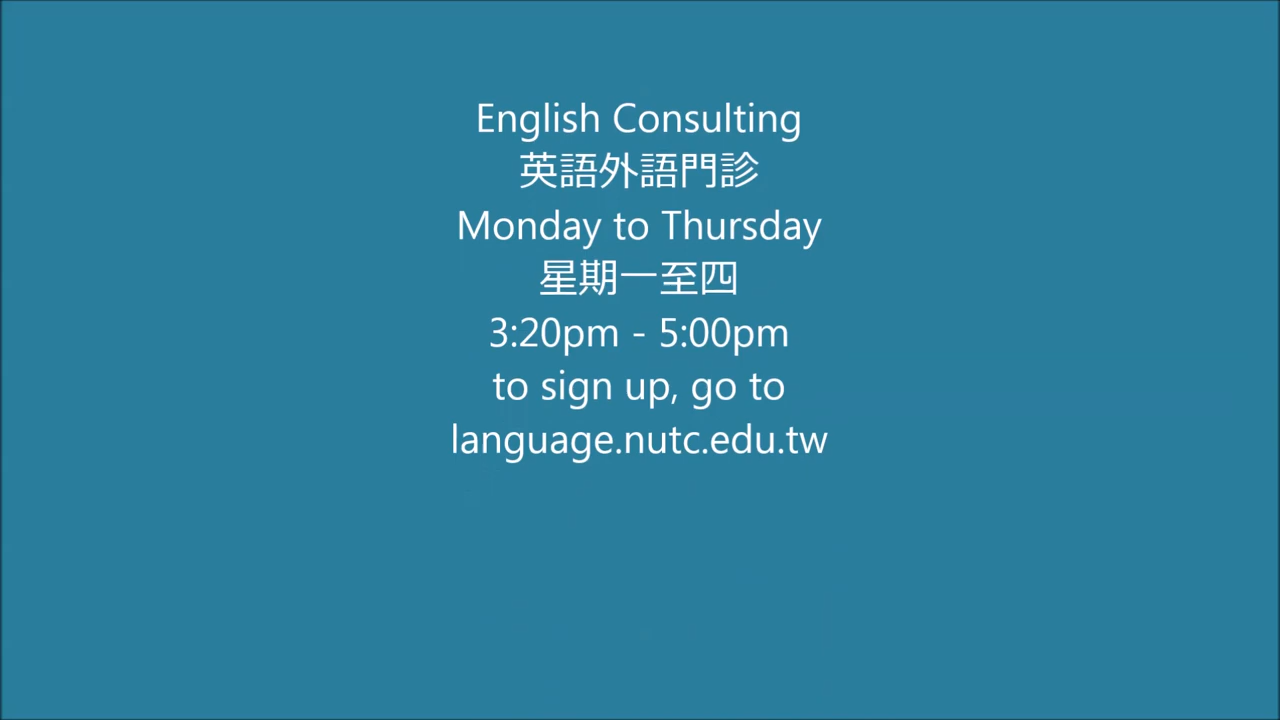 English Consulting
英語外語門診
Monday to Thursday
星期一至四
3:20pm - 5:00pm
to sign up, go to
language.nutc.edu.tw